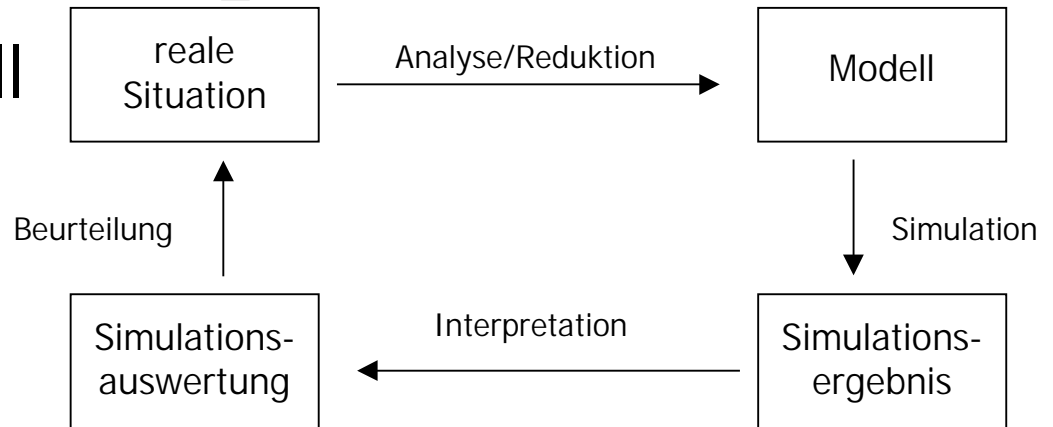 reale
Situation
Analyse/Reduktion
Modell
Beurteilung
Simulation
Simulations-
auswertung
Interpretation
Simulations-
ergebnis